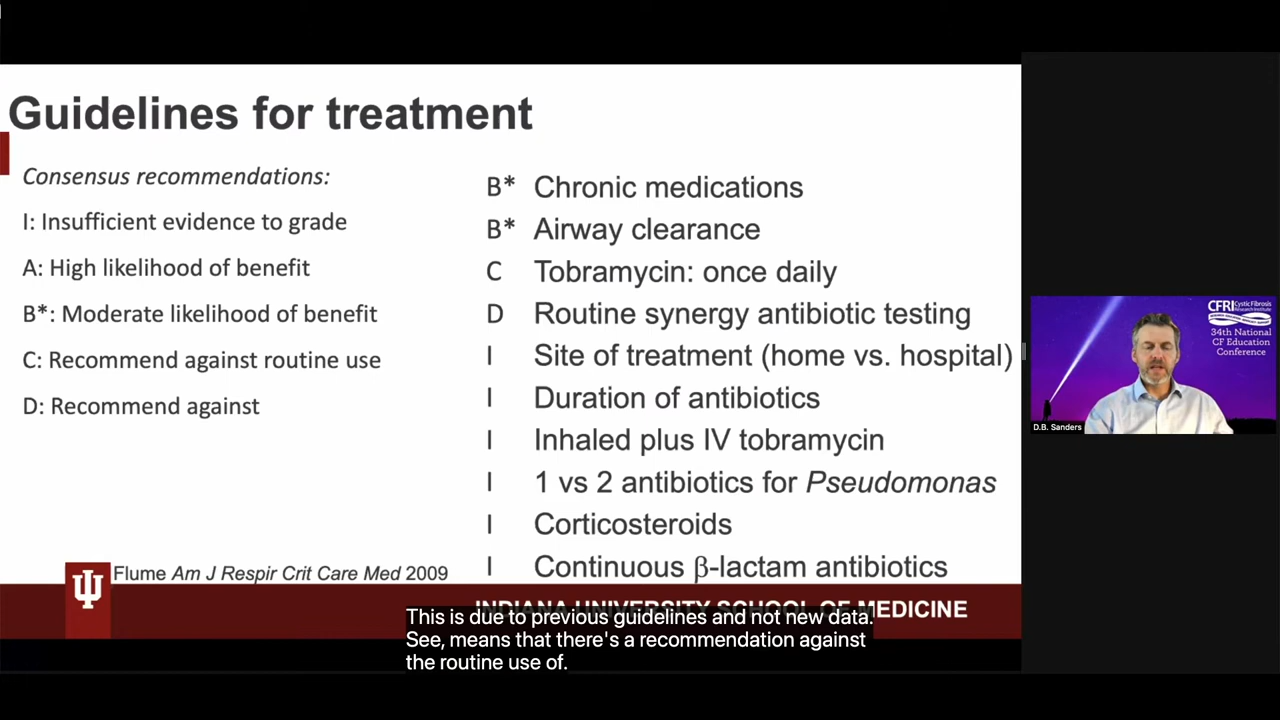 Guidelines for treatment
Consensus recommendations:
I: Insufficient evidence to grade
A: High likelihood of benefit
B*: Moderate likelihood of benefit
C: Recommend against routine use
D: Recommend against
B* Chronic medications
B* Airway clearance
C Tobramycin: once daily
D Routine synergy antibiotic testing
I Site of treatment (home vs. hospital)
I Duration of antibiotics
I Inhaled plus IV tobramycin
I 1 vs 2 antibiotics for Pseudomonas
I Corticosteroids
I Continuous β-lactam antibiotics
Flume Am J Respir Crit Care Med 2009
INDIANA UNIVERSITY SCHOOL OF MEDICINE
This is due to previous guidelines and not new data.
See, means that there's a recommendation against
the routine use of.
CFRI Cystic Fibrosis
Research Institute
34th National
CF Education
Conference
D.B. Sanders